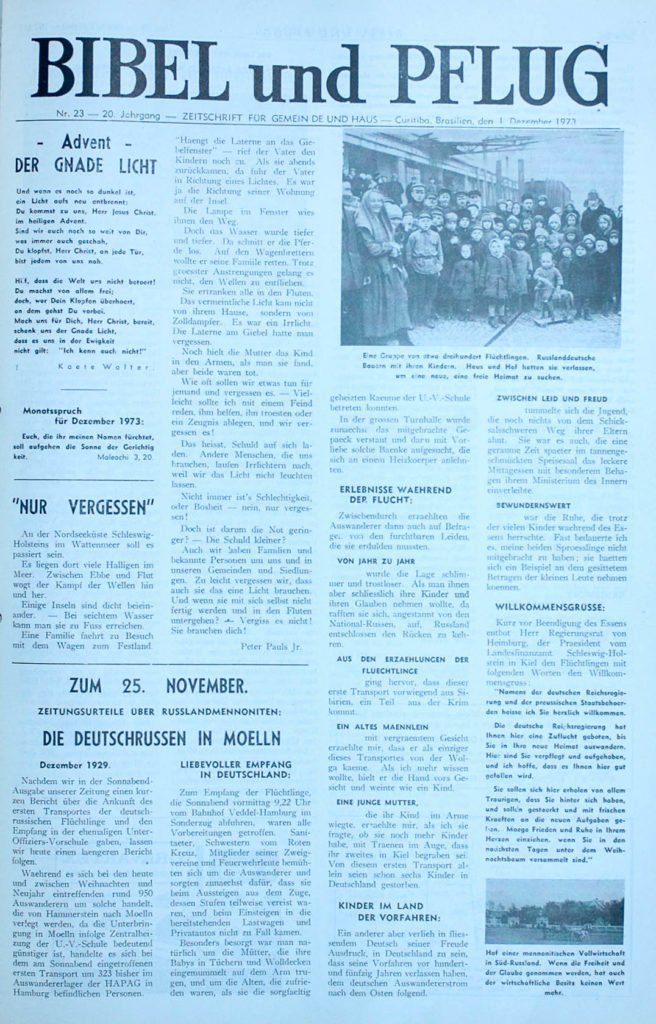 BIBEL und PFLUG
Nr. 23 — 20. Jahrgang — ZEITSCHRIFT FÜR GEMEINDE UND HAUS — Curitiba, Brasilien, den 1. Dezember 1973
- Advent -
DER GNADE LICHT
Und wenn es noch so dunkel ist,
ein Licht aufs neu entbrennt:
Du kommst zu uns, Herr Jesus Christ,
im heiligen Advent.
Sind wir auch noch so weit von Dir,
was immer auch geschah,
Du klopfst, Herr Christ, an jede Tür,
bist jedem von uns nah.
Hilf, dass die Welt uns nicht betoert!
Du machst von allem frei;
doch, wer Dein Klopfen überhoert,
an dem gehst Du vorbei.
Mach uns für Dich, Herr Christ, bereit,
schenk uns der Gnade Licht,
dass es uns in der Ewigkeit
nicht gilt: "Ich kenn euch nicht!"
Kaete Walter
Monatsspruch
für Dezember 1973:
Euch, die ihr meinen Namen fürchtet,
soll aufgehen die Sonne der Gerechtig
keit. Maleachi 3, 20.
"NUR VERGESSEN"
An der Nordseeküste Schleswig-
Holsteins im Wattenmeer soll es
passiert sein.
Es liegen dort viele Halligen im
Meer. Zwischen Ebbe und Flut
wogt der Kampf der Wellen hin
und her.
Einige Inseln sind dicht beiein-
ander. — Bei seichtem Wasser
kann man sie zu Fuss erreichen.
Eine Familie faehrt zu Besuch
mit dem Wagen zum Festland.
"Haengt die Laterne an das Gie-
belfenster" — rief der Vater den
Kindern noch zu. Als sie abends
zurückkamen, da fuhr der Vater
in Richtung eines Lichtes. Es war
ja die Richtung seiner Wohnung
auf der Insel.
Die Lampe im Fenster wies
ihnen den Weg.
Doch das Wasser wurde tiefer
und tiefer. Da schnitt er die Pfer-
de los. Auf den Wagenbrettern
wollte er seine Familie retten. Trotz
groesster Anstrengungen gelang es
nicht, den Wellen zu entfliehen.
Sie ertranken alle in den Fluten.
Das vermeintliche Licht kam nicht
von ihrem Hause, sondern vom
Zolldampfer. Es war ein Irrlicht.
Die Laterne am Giebel hatte man
vergessen.
Noch hielt die Mutter das Kind
in den Armen, als man sie fand,
aber beide waren tot.
Wie oft sollen wir etwas tun für
jemand und vergessen es. — Viel-
leicht sollte ich mit einem Feind
reden, ihm helfen, ihn troesten oder
ein Zeugnis ablegen, und wir ver-
gessen es!
Das heisst, Schuld auf sich la-
den. Andere Menschen, die uns
brauchen, laufen Irrlichtern nach,
weil wir das Licht nicht leuchten
lassen.
Nicht immer ist's Schlechtigkeit,
oder Bosheit — nein, nur verges-
sen!
Doch ist darum die Not gerin-
ger? — Die Schuld kleiner?
Auch wir haben Familien und
bekannte Personen um uns und in
unseren Gemeinden und Siedlun-
gen. Zu leicht vergessen wir, dass
auch sie das eine Licht brauchen.
Und wenn sie mit sich selbst nicht
fertig werden und in den Fluten
untergehen? — Vergiss es nicht!
Sie brauchen dich!
Peter Pauls Jr.
Eine Gruppe von etwa dreihundert Flüchtlingen. Russlanddeutsche
Bauern mit ihren Kindern. Haus und Hof hatten sie verlassen,
um eine neue, eine freie Heimat zu suchen.
ZUM 25. NOVEMBER.
ZEITUNGSURTEILE ÜBER RUSSLANDMENNONITEN:
DIE DEUTSCHRUSSEN IN MOELLN
Dezember 1929.
Nachdem wir in der Sonnabend-
Ausgabe unserer Zeitung einen kur-
zen Bericht über die Ankunft des
ersten Transportes der deutsch-
russischen Flüchtlinge und den
Empfang in der ehemaligen Unter-
Offiziers-Vorschule gaben, lassen
wir heute einen laengeren Bericht
folgen.
Waehrend es sich bei den heute
und zwischen Weihnachten und
Neujahr eintreffenden rund 950
Auswanderern um solche handelt,
die von Hammerstein nach Moelln
verlegt werden, da die Unterbrin-
gung in Moelln infolge Zentralhei-
zung der U.-V.-Schule bedeutend
günstiger ist, handelte es sich bei
dem am Sonnabend eingetroffenen
ersten Transport um 323 bisher im
Auswandererlager der HAPAG in
Hamburg befindlichen Personen.
LIEBEVOLLER EMPFANG
IN DEUTSCHLAND:
Zum Empfang der Flüchtlinge,
die Sonnabend vormittag 9,22 Uhr
vom Bahnhof Veddel-Hamburg im
Sonderzug abfuhren, waren alle
Vorbereitungen getroffen. Sani-
taeter, Schwestern vom Roten
Kreuz, Mitglieder seiner Zweig-
vereine und Feuerwehrleute bemüh-
ten sich um die Auswanderer und
sorgten zunaechst dafür, dass sie
beim Aussteigen aus dem Zuge,
dessen Stufen teilweise vereist wa-
ren, und beim Einsteigen in die
bereitstehenden Lastwagen und
Privatautos nicht zu Fall kamen.
Besonders besorgt war man na-
türlich um die Mütter, die ihre
Babys in Tüchern und Wolldecken
eingemummelt auf dem Arm tru-
gen, und um die Alten, die zufrie-
den waren, als sie die sorgfaeltig
geheizten Raeume der U.-V.-Schule
betreten konnten.
In der grossen Turnhalle wurde
zunaechst das mitgebrachte Ge-
paeck verstaut und dann mit Vor-
liebe solche Baenke aufgesucht, die
sich an einem Heizkoerper anlehn-
ten.
ERLEBNISSE WAEHREND
DER FLUCHT:
Zwischendurch erzaehlten die
Auswanderer dann auch auf Befra-
gen, von den furchtbaren Leiden,
die sie erdulden mussten.
VON JAHR ZU JAHR
wurde die Lage schlim-
mer und trostloser. Als man ihnen
aber schliesslich ihre Kinder und
ihren Glauben nehmen wollte, da
rafften sie sich, angestammt von den
National-Russen, auf, Russland
entschlossen den Rücken zu keh-
ren.
AUS DEN ERZAEHLUNGEN DER
FLUECHTLINGE
ging hervor, dass dieser
erste Transport vorwiegend aus Si-
birien, ein Teil aus der Krim
kommt.
EIN ALTES MAENNLEIN
mit vergraemtem Gesicht
erzaehlte mir, dass er als einziger
dieses Transportes von der Wol-
ga kaeme. Als ich mehr wissen
wollte, hielt er die Hand vors Ge-
sicht und weinte wie ein Kind.
EINE JUNGE MUTTER,
die ihr Kind im Arme
wiegte, erzaehlte mir, als ich sie
fragte, ob sie noch mehr Kinder
habe, mit Traenen im Auge, dass
ihr zweites in Kiel begraben sei.
Von diesem ersten Transport al-
lein seien schon sechs Kinder in
Deutschland gestorben.
KINDER IM LAND
DER VORFAHREN:
Ein anderer aber verlieh in flies-
sendem Deutsch seiner Freude
Ausdruck, in Deutschland zu sein,
dass seine Vorfahren vor hundert-
und fünfzig Jahren verlassen haben,
dem deutschen Auswandererstrom
nach dem Osten folgend.
ZWISCHEN LEID UND FREUD
tummelte sich die Jugend,
die noch nichts von dem Schick-
salsschweren Weg ihrer Eltern
ahnt. Sie war es auch, die eine
geraume Zeit spaeter im tannenge-
schmückten Speisesaal das leckere
Mittagessen mit besonderem Behag-
en ihrem Ministerium des Innern
einverleibte.
BEWUNDERNSWERT
war die Ruhe, die trotz
der vielen Kinder waehrend des Es-
sens herrschte. Fast bedauerte ich
es, meine beiden Sproesslinge nicht
mitgebracht zu haben; sie haetten
sich ein Beispiel an dem gesitteten
Betragen der kleinen Leute nehmen
koennen.
WILLKOMMENSGRÜSSE:
Kurz vor Beendigung des Essens
entbot Herr Regierungsrat von
Heimburg, der Praesident vom
Landesfinanzamt Schleswig-Hol-
stein in Kiel den Flüchtlingen mit
folgenden Worten den Willkom-
mensgruss:
"Namens der deutschen Reichsregie-
rung und der preussischen Staatsbehoer-
den heisse ich Sie herzlich willkommen.
Die deutsche Reichsregierung hat
Ihnen hier eine Zuflucht geboten, bis
Sie in Ihre neue Heimat auswandern.
Hier sind Sie verpflegt und aufgehoben,
und ich hoffe, dass es Ihnen hier gut
gefallen wird.
Sie sollen sich hier erholen von allem
Traurigen, dass Sie hinter sich haben,
und sollen gestaerkt und mit frischen
Kraeften an die neuen Aufgaben ge-
hen. Moege Frieden und Ruhe in Ihrem
Herzen einziehen, wenn Sie in den
naechsten Tagen unter dem Weih-
nachtsbaum versammelt sind."
Hof einer mennonitischen Vollwirtschaft
in Süd-Russland. Wenn die Freiheit und
der Glaube genommen werden, hat auch
der wirtschaftliche Besitz keinen Wert
mehr.